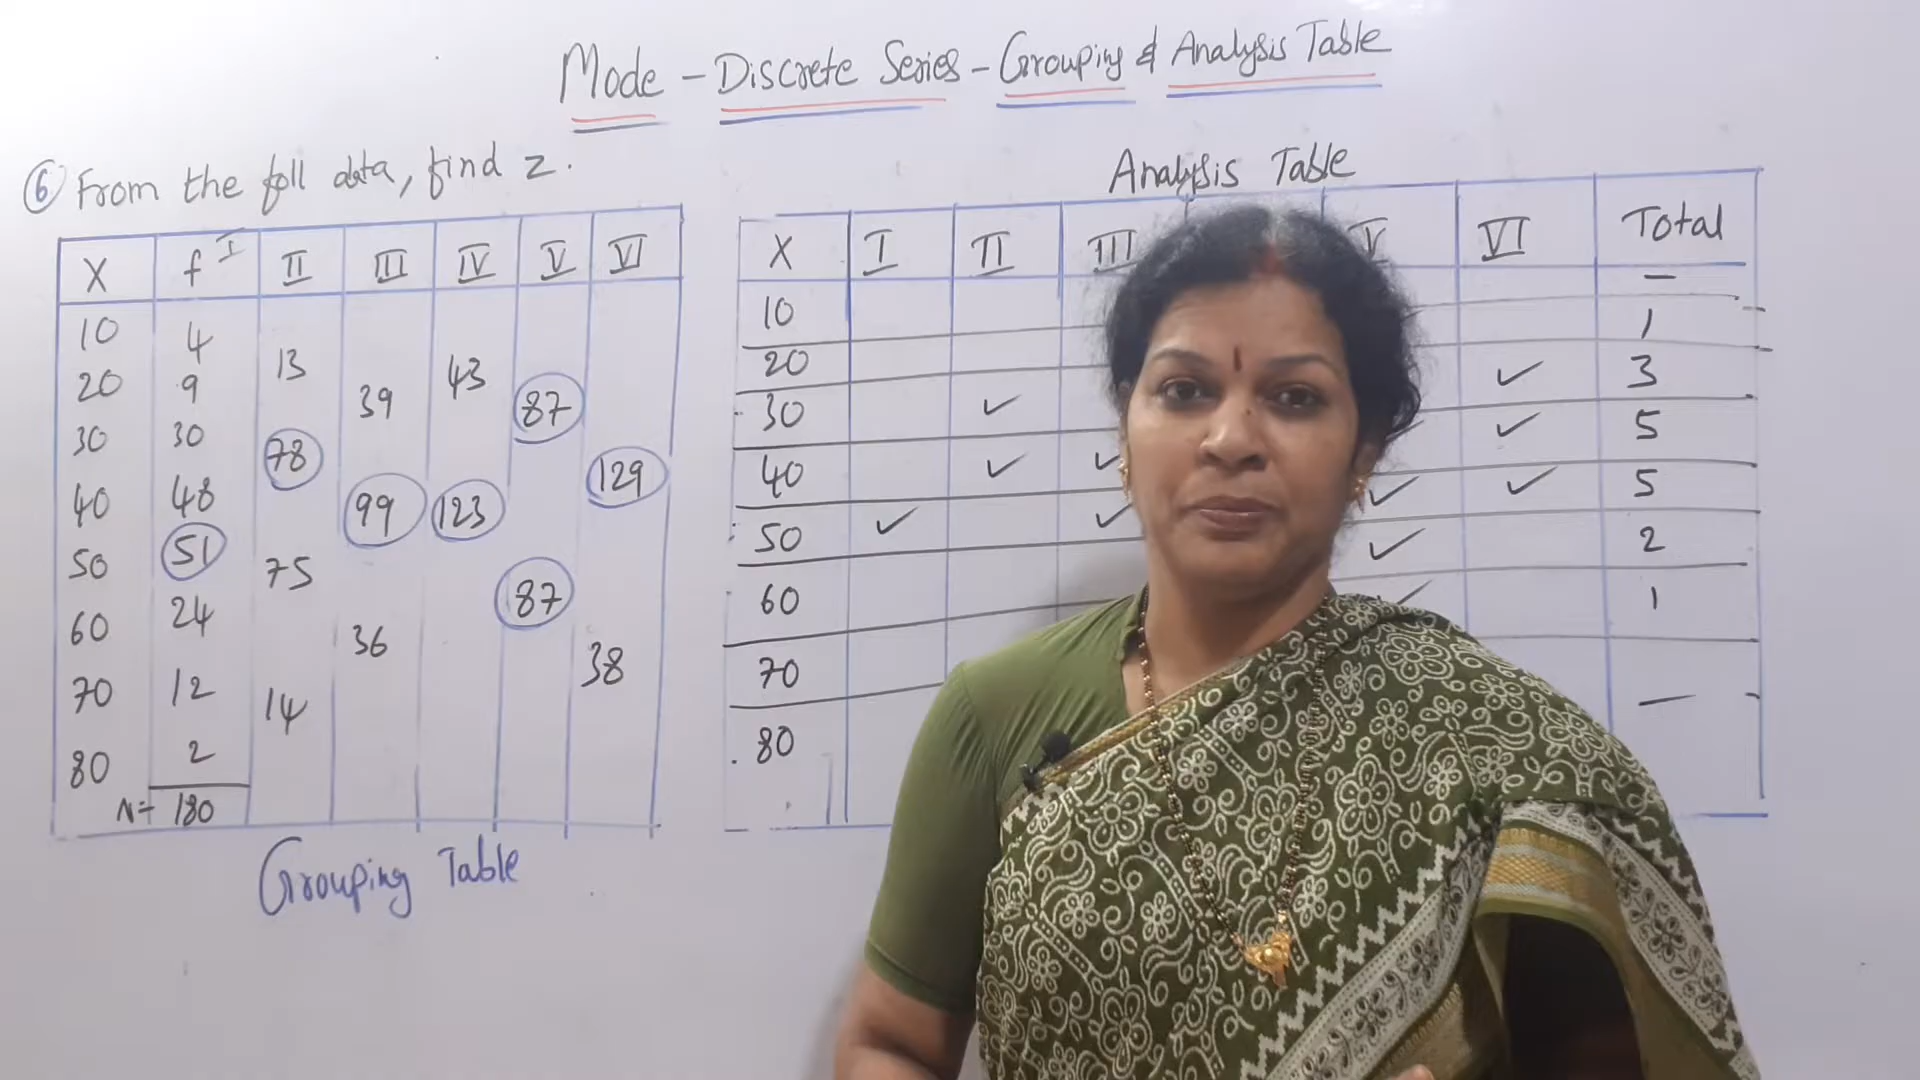 Mode - Discrete Series - Grouping & Analysis Table
⑥ From the foll data, find Z.
X f I II III IV V VI
10 4
13
20 9 43
39 87
30 30
78
40 48 129
99 123
50 51
75 87
60 24
36 38
70 12
14
80 2
N= 180
Grouping Table
Analysis Table
X I II III V VI Total
10 –
20 1
30 ✓ ✓ 3
40 ✓ ✓ ✓ 5
50 ✓ ✓ ✓ ✓ 5
60 ✓ 2
70 ✓ 1
80 –